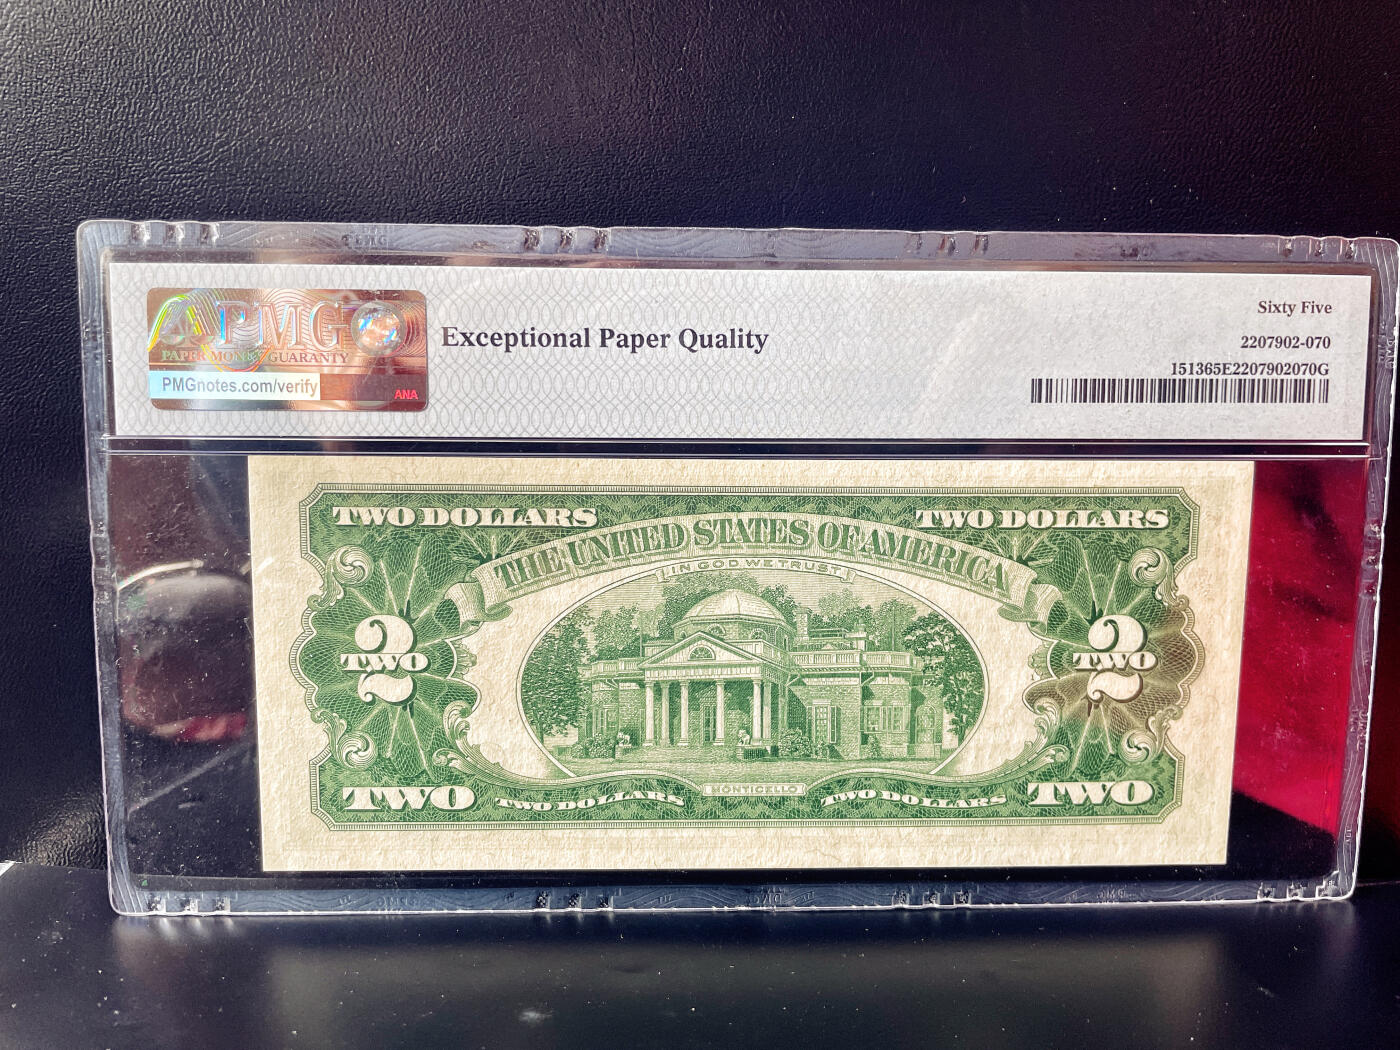 PMG
PAPER MONEY GUARANTY
PMGnotes.com/verify
ANA
Exceptional Paper Quality
Sixty Five
2207902-070
151365E2207902070G
TWO DOLLARS
TWO DOLLARS
THE UNITED STATES OF AMERICA
IN GOD WE TRUST
2
TWO
2
TWO
MONTICELLO
TWO
TWO DOLLARS
TWO DOLLARS
TWO